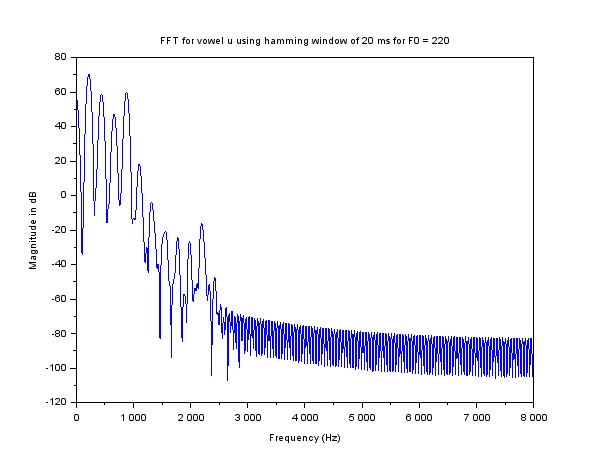 FFT for vowel u using hamming window of 20 ms for F0 = 220
80
60
40
20
0
-20
-40
-60
-80
-100
-120
Magnitude in dB
0 1 000 2 000 3 000 4 000 5 000 6 000 7 000 8 000
Frequency (Hz)